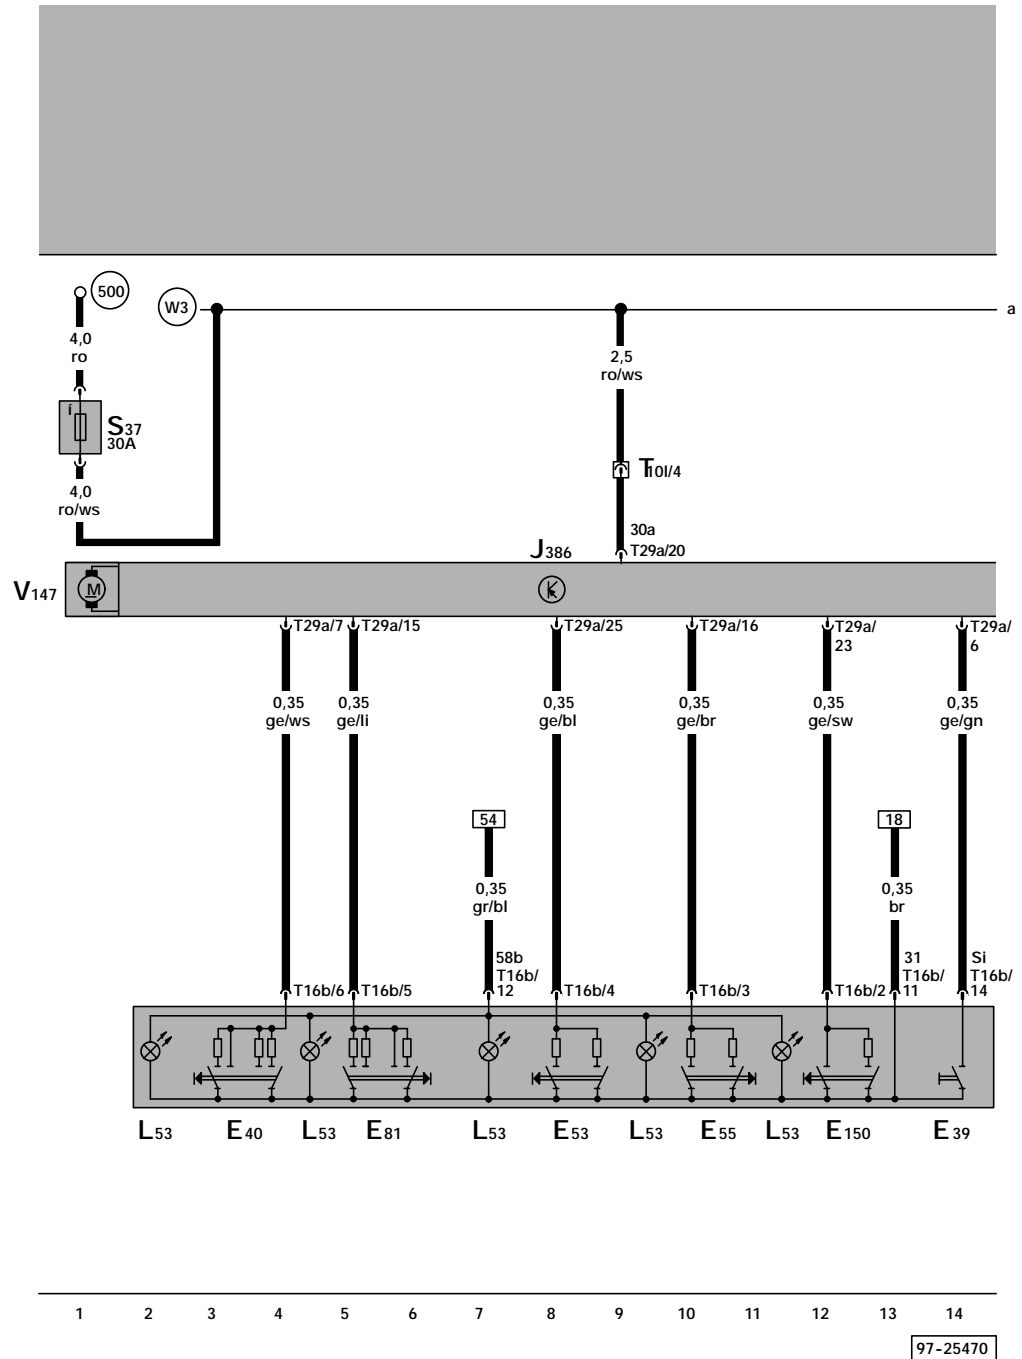 500
W3
a
4,0
ro
2,5
ro/ws
S37
30A
T10l/4
4,0
ro/ws
30a
J386
T29a/20
V147
M
T29a/7
T29a/15
T29a/25
T29a/16
T29a/
23
T29a/
6
0,35
ge/ws
0,35
ge/li
0,35
ge/bl
0,35
ge/br
0,35
ge/sw
0,35
ge/gn
54
18
0,35
gr/bl
0,35
br
58b
T16b/
12
31
T16b/
11
Si
T16b/
14
T16b/6
T16b/5
T16b/4
T16b/3
T16b/2
L53
E40
L53
E81
L53
E53
L53
E55
L53
E150
E39
1 2 3 4 5 6 7 8 9 10 11 12 13 14
97-25470